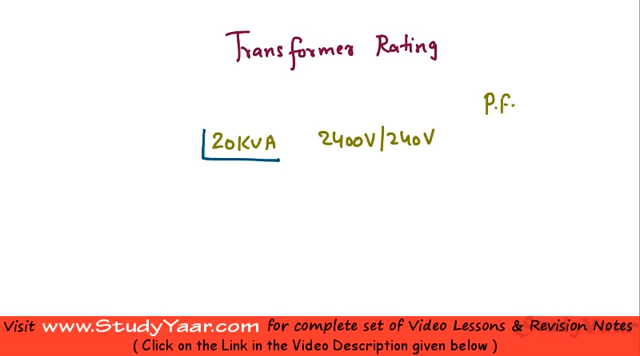 Transformer Rating
P.F.
20KVA 2400V/240V
Visit www.StudyYaar.com for complete set of Video Lessons & Revision Notes
( Click on the Link in the Video Description given below )